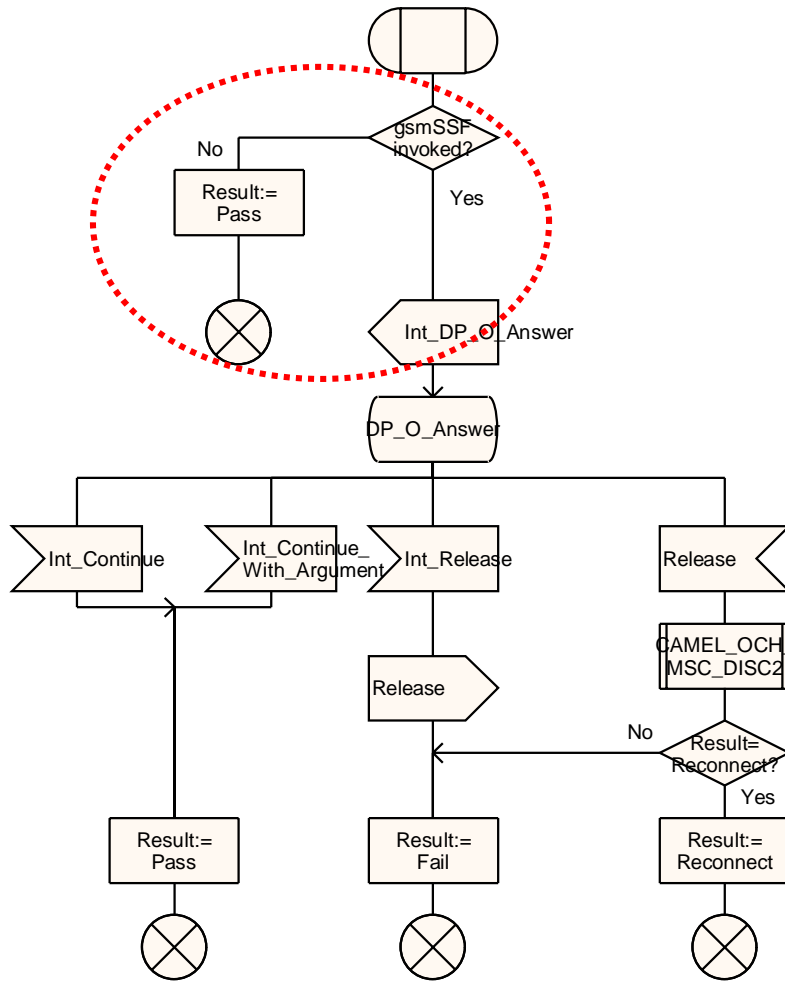 gsmSSF
invoked?
No
Yes
Result:=
Pass
Int_DP_O_Answer
DP_O_Answer
Int_Continue
Int_Continue_
With_Argument
Int_Release
Release
Release
CAMEL_OCH_
MSC_DISC2
No
Result=
Reconnect?
Yes
Result:=
Pass
Result:=
Fail
Result:=
Reconnect